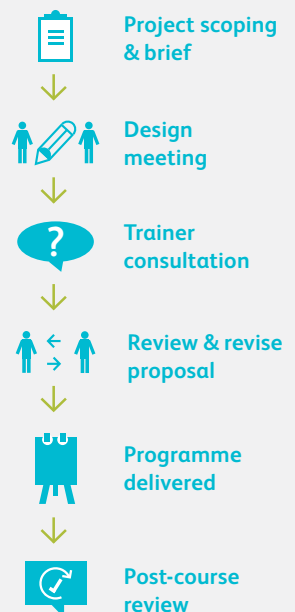 Project scoping
& brief
Design
meeting
?
Trainer
consultation
Review & revise
proposal
Programme
delivered
Post-course
review